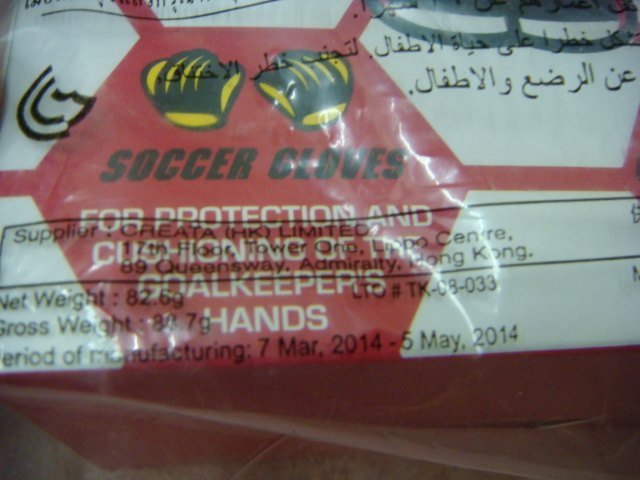 تشكل خطرا على حياة الاطفال. لتجنب خطر الاختناق،
عن الرضع والاطفال.
SOCCER GLOVES
FOR PROTECTION AND
CUSHIONING OF
GOALKEEPER'S
HANDS
Supplier : CREATA (HK) LIMITED
17th-Floor, Tower One, Lippo Centre,
89 Queensway, Admiralty, Hong Kong.
Net Weight : 82.6g
LTO # TK-08-033
Gross Weight : 88.7g
Period of manufacturing: 7 Mar, 2014 - 5 May, 2014